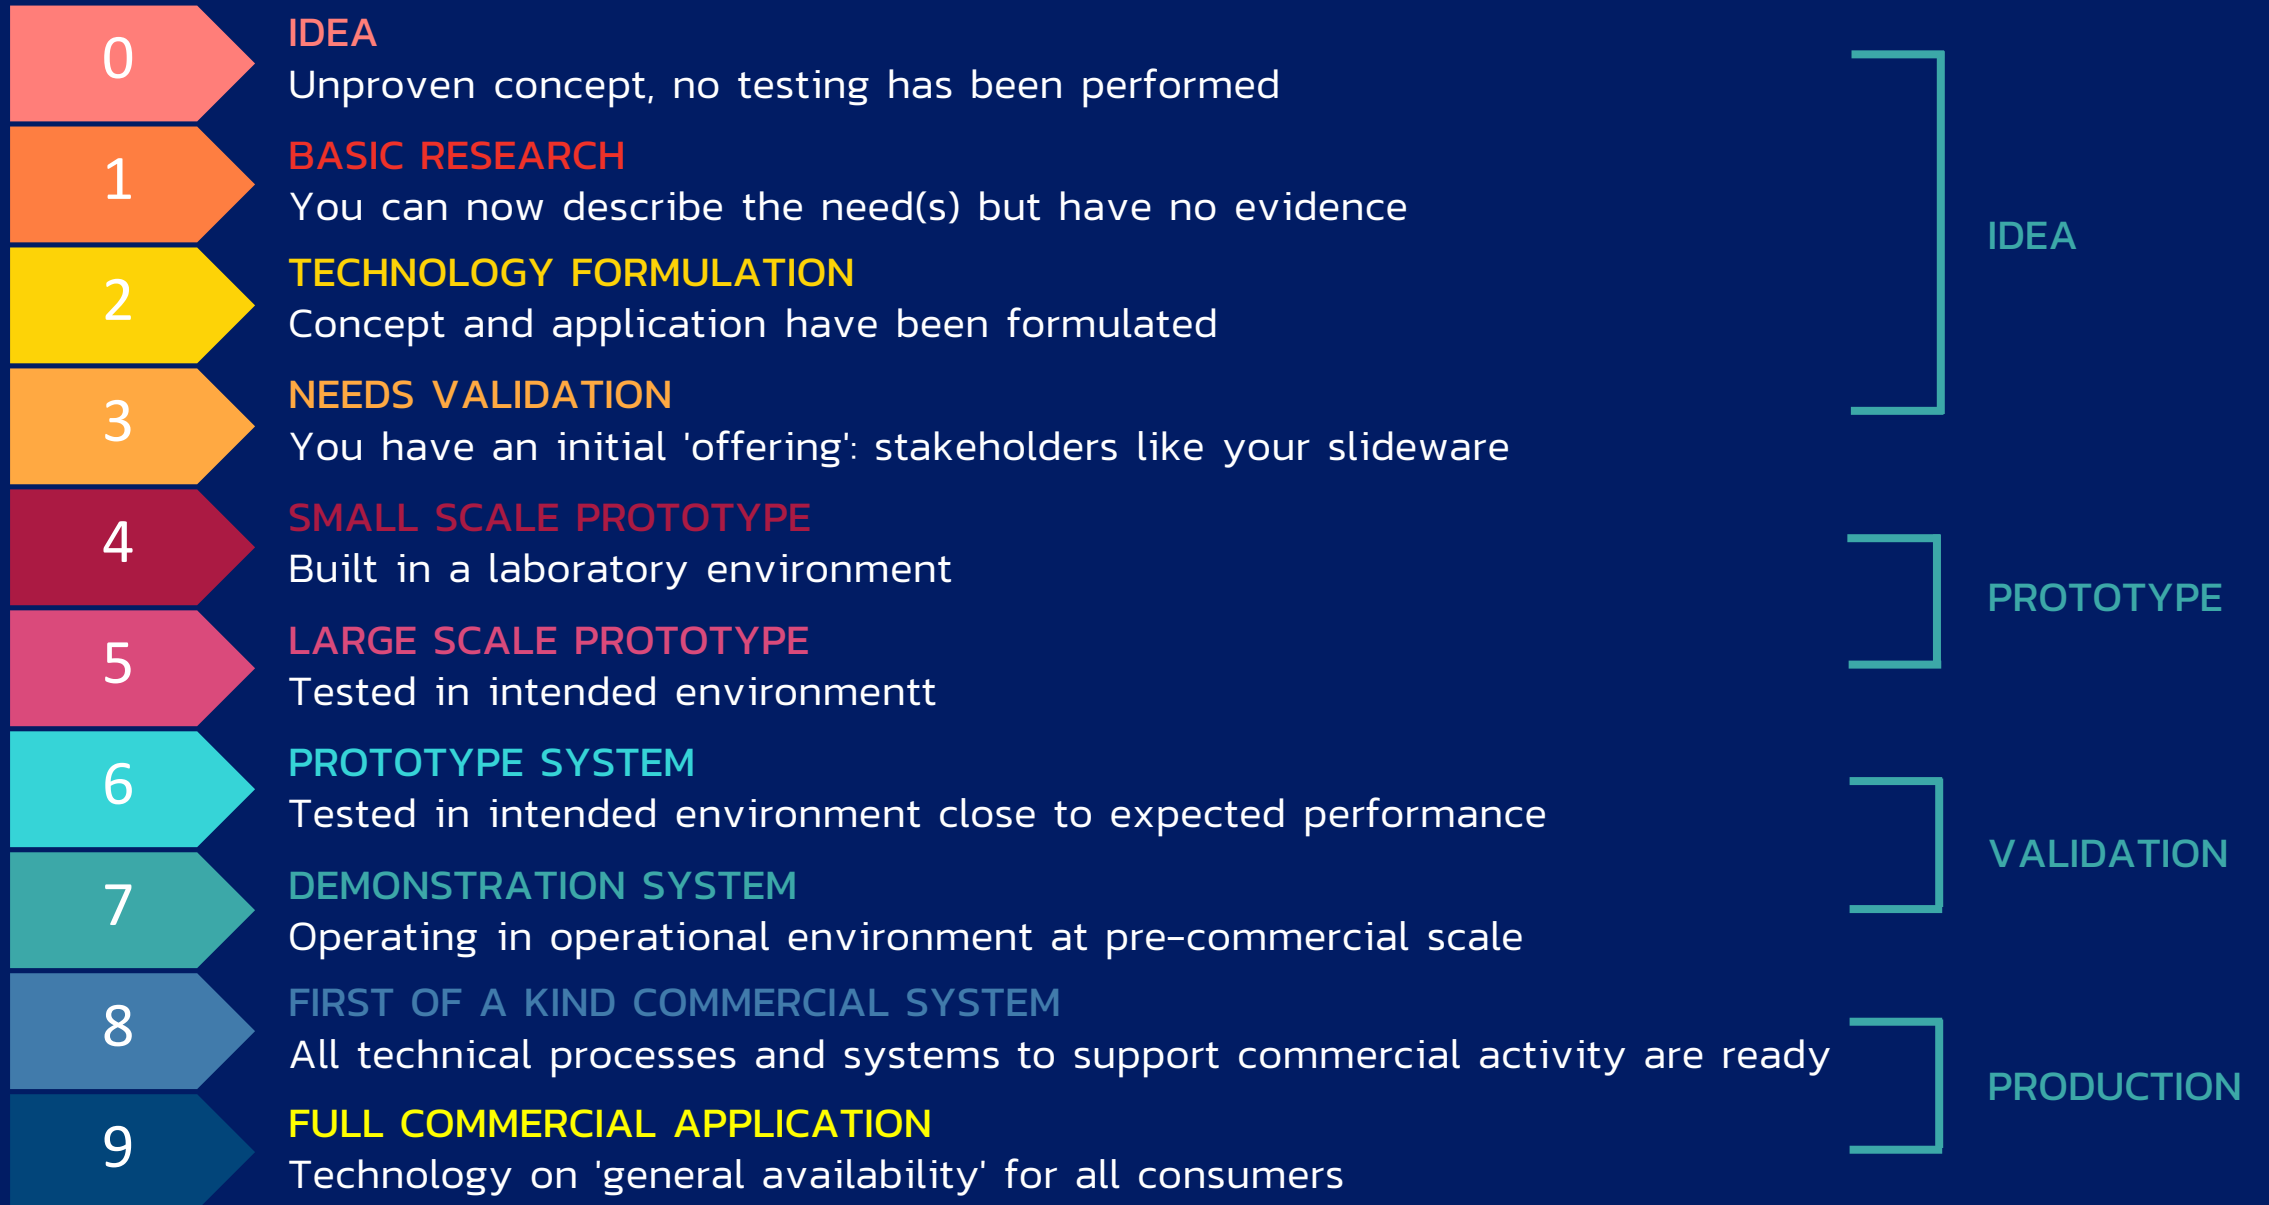 0
IDEA
Unproven concept, no testing has been performed
1
BASIC RESEARCH
You can now describe the need(s) but have no evidence
2
TECHNOLOGY FORMULATION
Concept and application have been formulated
3
NEEDS VALIDATION
You have an initial 'offering': stakeholders like your slideware
IDEA
4
SMALL SCALE PROTOTYPE
Built in a laboratory environment
5
LARGE SCALE PROTOTYPE
Tested in intended environmentt
PROTOTYPE
6
PROTOTYPE SYSTEM
Tested in intended environment close to expected performance
7
DEMONSTRATION SYSTEM
Operating in operational environment at pre-commercial scale
VALIDATION
8
FIRST OF A KIND COMMERCIAL SYSTEM
All technical processes and systems to support commercial activity are ready
9
FULL COMMERCIAL APPLICATION
Technology on 'general availability' for all consumers
PRODUCTION